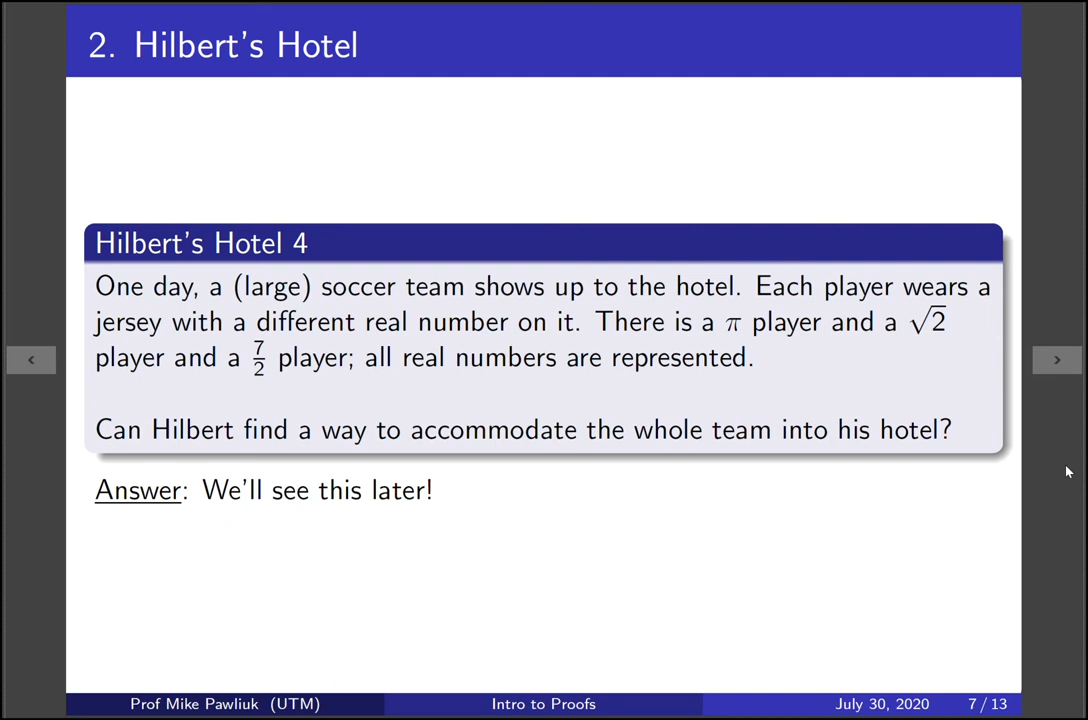 2. Hilbert's Hotel
Hilbert's Hotel 4
One day, a (large) soccer team shows up to the hotel. Each player wears a
jersey with a different real number on it. There is a π player and a √2
player and a 7/2 player; all real numbers are represented.
Can Hilbert find a way to accommodate the whole team into his hotel?
Answer: We'll see this later!
Prof Mike Pawliuk (UTM) Intro to Proofs July 30, 2020 7 / 13